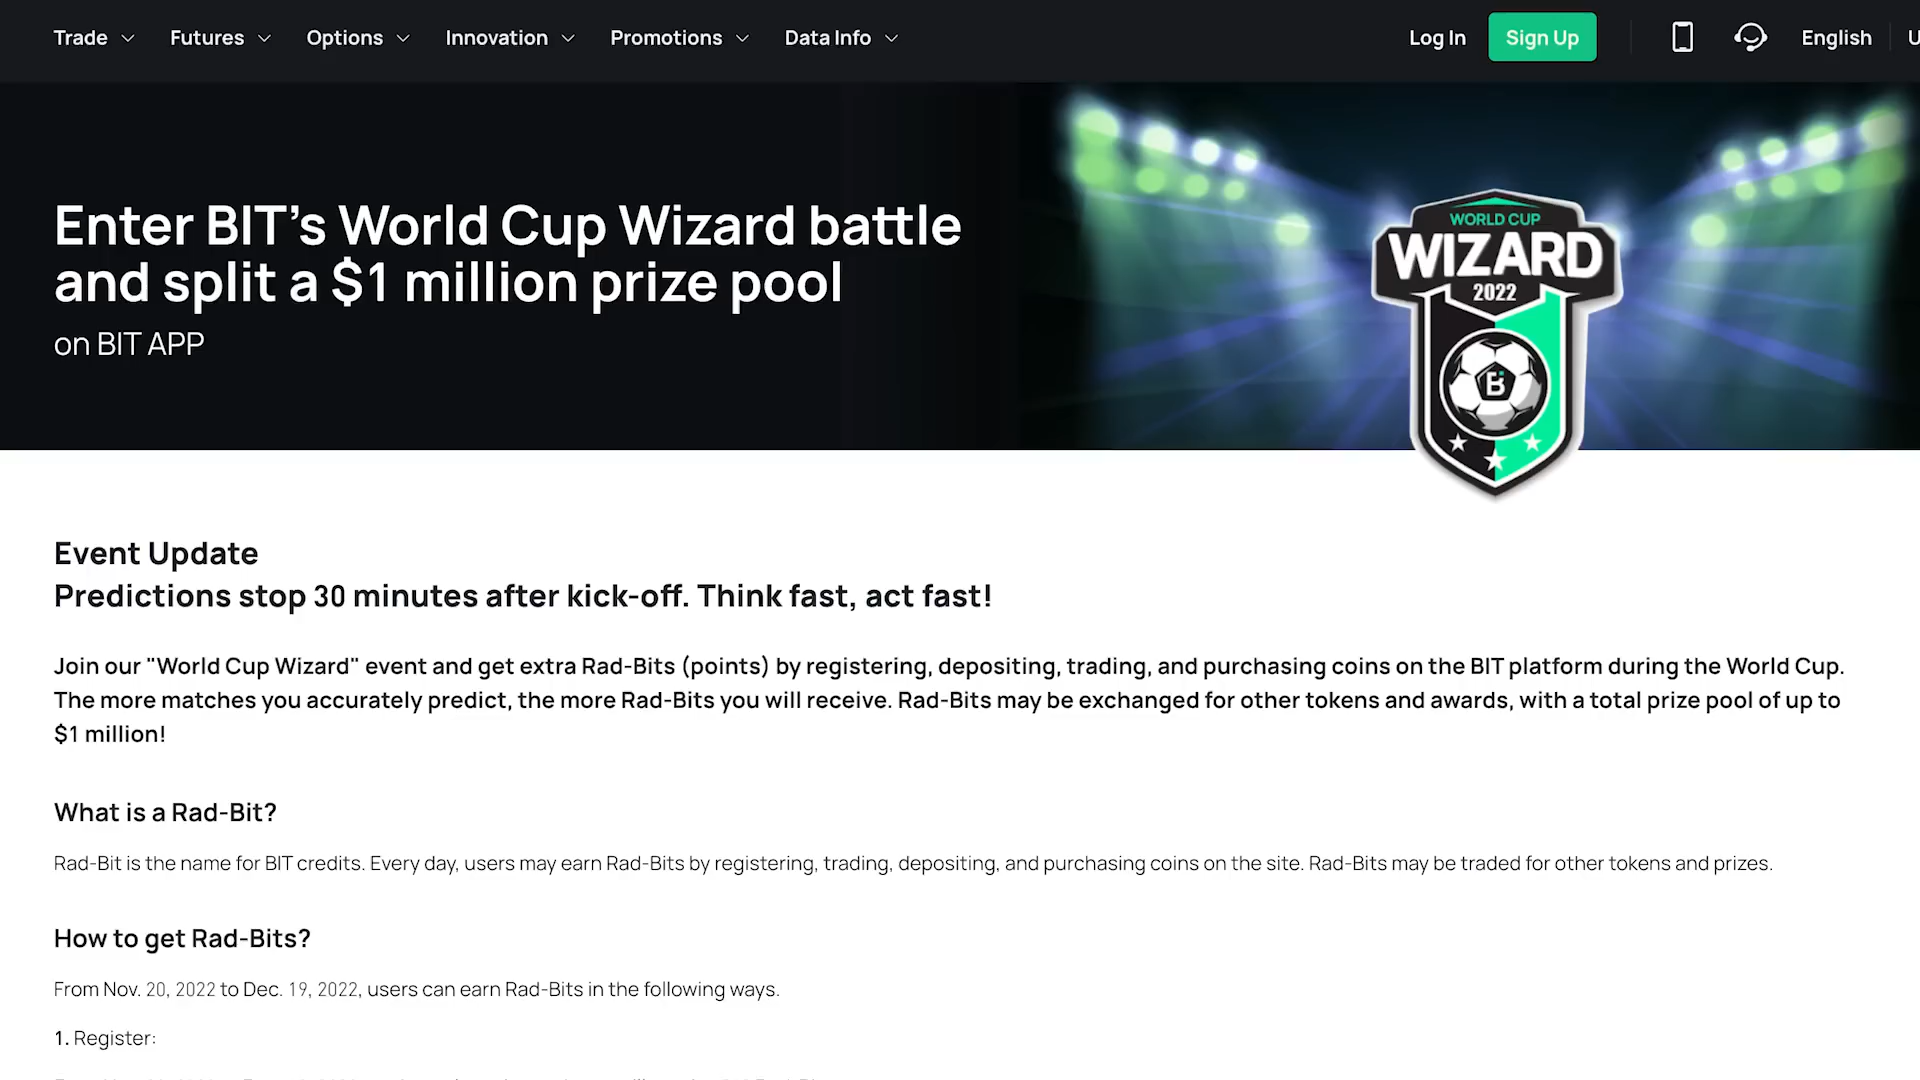 Trade Futures Options Innovation Promotions Data Info Log In Sign Up English
Enter BIT's World Cup Wizard battle
and split a $1 million prize pool
on BIT APP
WORLD CUP
WIZARD
2022
B
Event Update
Predictions stop 30 minutes after kick-off. Think fast, act fast!
Join our "World Cup Wizard" event and get extra Rad-Bits (points) by registering, depositing, trading, and purchasing coins on the BIT platform during the World Cup.
The more matches you accurately predict, the more Rad-Bits you will receive. Rad-Bits may be exchanged for other tokens and awards, with a total prize pool of up to
$1 million!
What is a Rad-Bit?
Rad-Bit is the name for BIT credits. Every day, users may earn Rad-Bits by registering, trading, depositing, and purchasing coins on the site. Rad-Bits may be traded for other tokens and prizes.
How to get Rad-Bits?
From Nov. 20, 2022 to Dec. 19, 2022, users can earn Rad-Bits in the following ways.
1. Register: